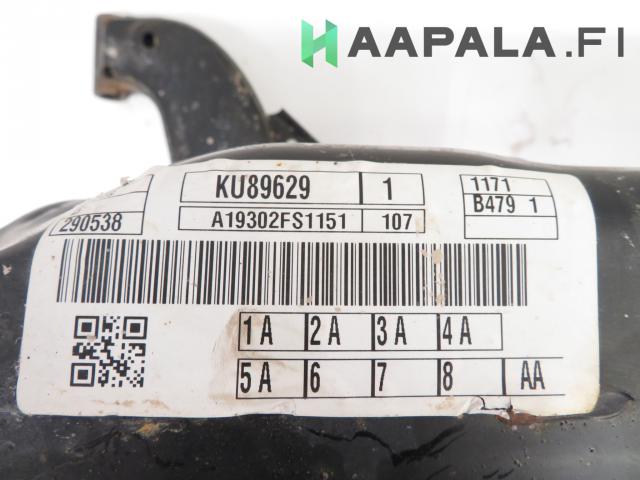 HAAPALA.FI
KU89629 1 1171
290538 A19302FS1151 107 B479 1
1A 2A 3A 4A
5A 6 7 8 AA